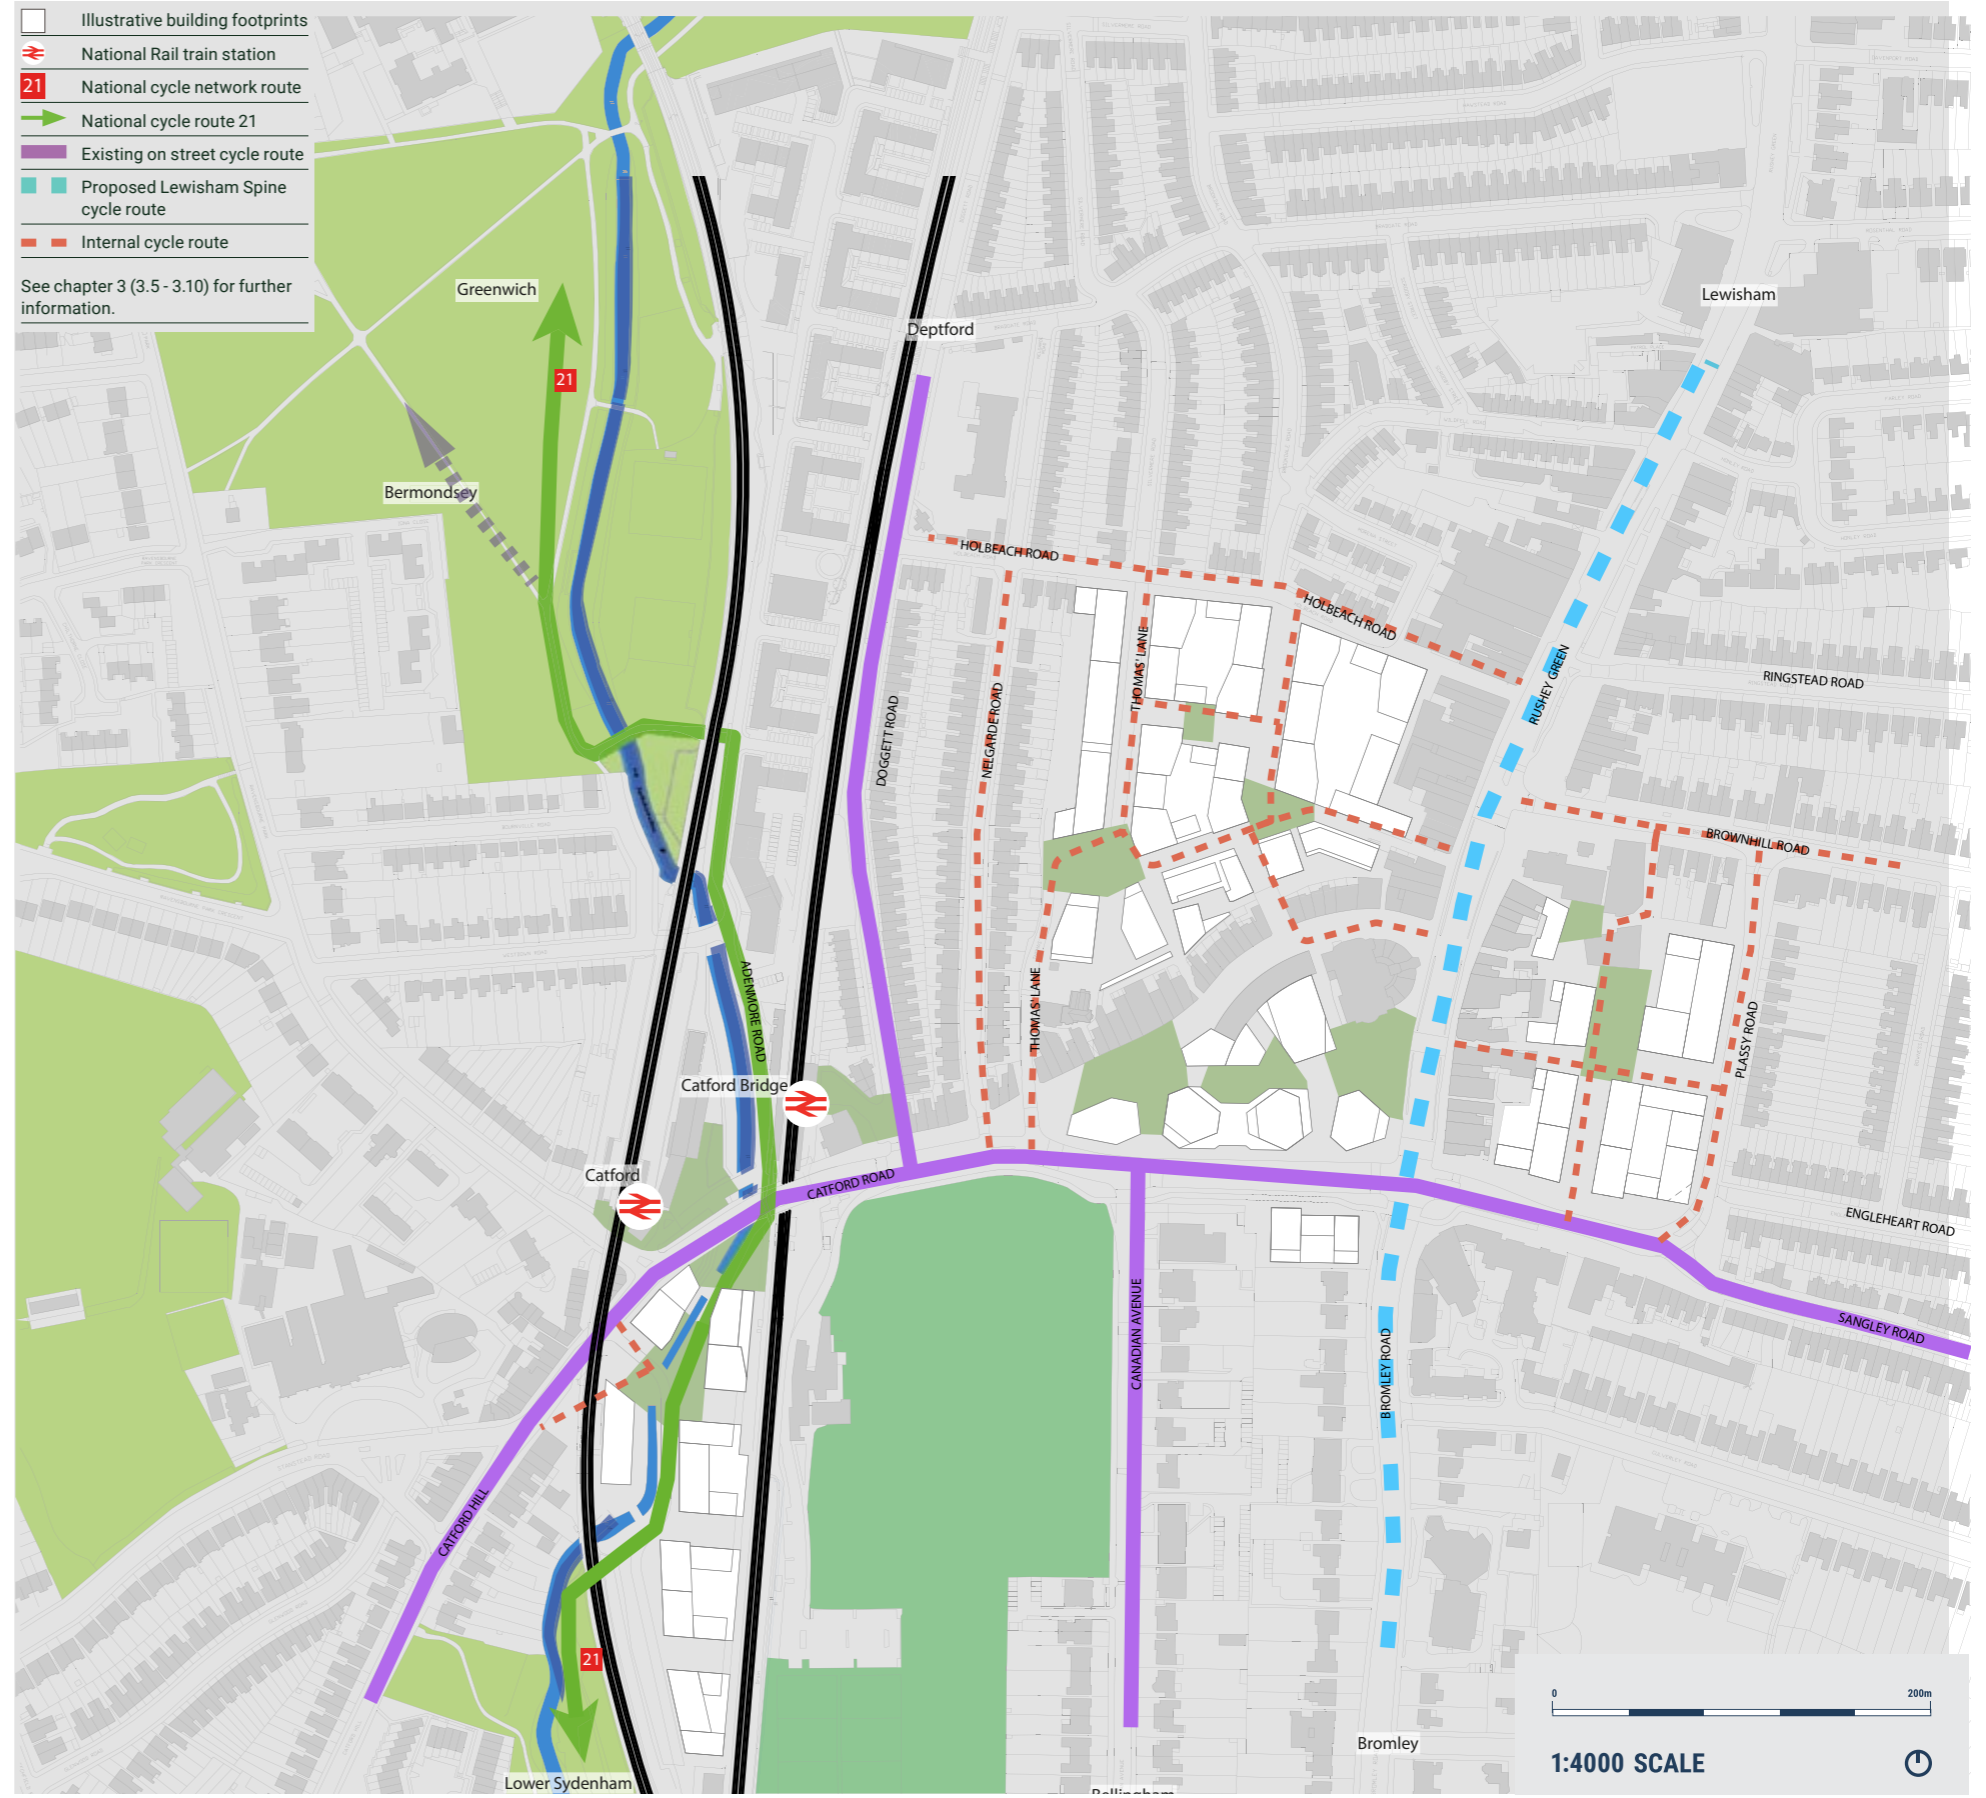 Illustrative building footprints
National Rail train station
21 National cycle network route
National cycle route 21
Existing on street cycle route
Proposed Lewisham Spine
cycle route
Internal cycle route
See chapter 3 (3.5 - 3.10) for further
information.
Greenwich
Lewisham
Deptford
21
Bermondsey
HOLBEACH ROAD
HOLBEACH ROAD
THOMAS' LANE
RUSHEY GREEN
RINGSTEAD ROAD
NELGARDE ROAD
DOGGETT ROAD
BROWNHILL ROAD
ADENMORE ROAD
THOMAS' LANE
PLASSY ROAD
Catford Bridge
Catford
CATFORD ROAD
ENGLEHEART ROAD
CANADIAN AVENUE
SANGLEY ROAD
BROMLEY ROAD
CATFORD HILL
21
0 200m
Bromley
1:4000 SCALE
Lower Sydenham
Bellingham